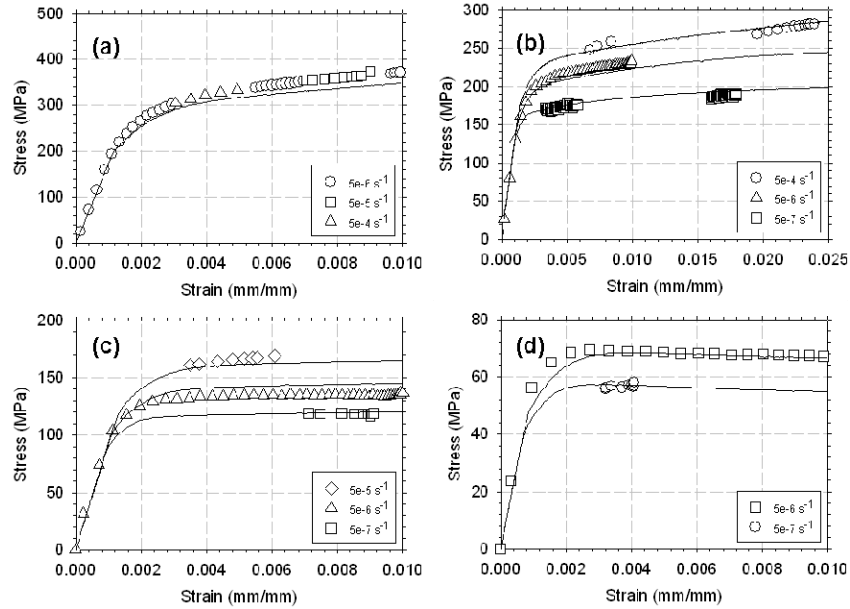 500
(a)
400
300
200
100
0
Stress (MPa)
5e-6 s-1
5e-5 s-1
5e-4 s-1
0.000 0.002 0.004 0.006 0.008 0.010
Strain (mm/mm)
300
(b)
250
200
150
100
50
0
Stress (MPa)
5e-4 s-1
5e-6 s-1
5e-7 s-1
0.000 0.005 0.010 0.015 0.020 0.025
Strain (mm/mm)
200
(c)
150
100
50
0
Stress (MPa)
5e-5 s-1
5e-6 s-1
5e-7 s-1
0.000 0.002 0.004 0.006 0.008 0.010
Strain (mm/mm)
80
(d)
60
40
20
0
Stress (MPa)
5e-6 s-1
5e-7 s-1
0.000 0.002 0.004 0.006 0.008 0.010
Strain (mm/mm)